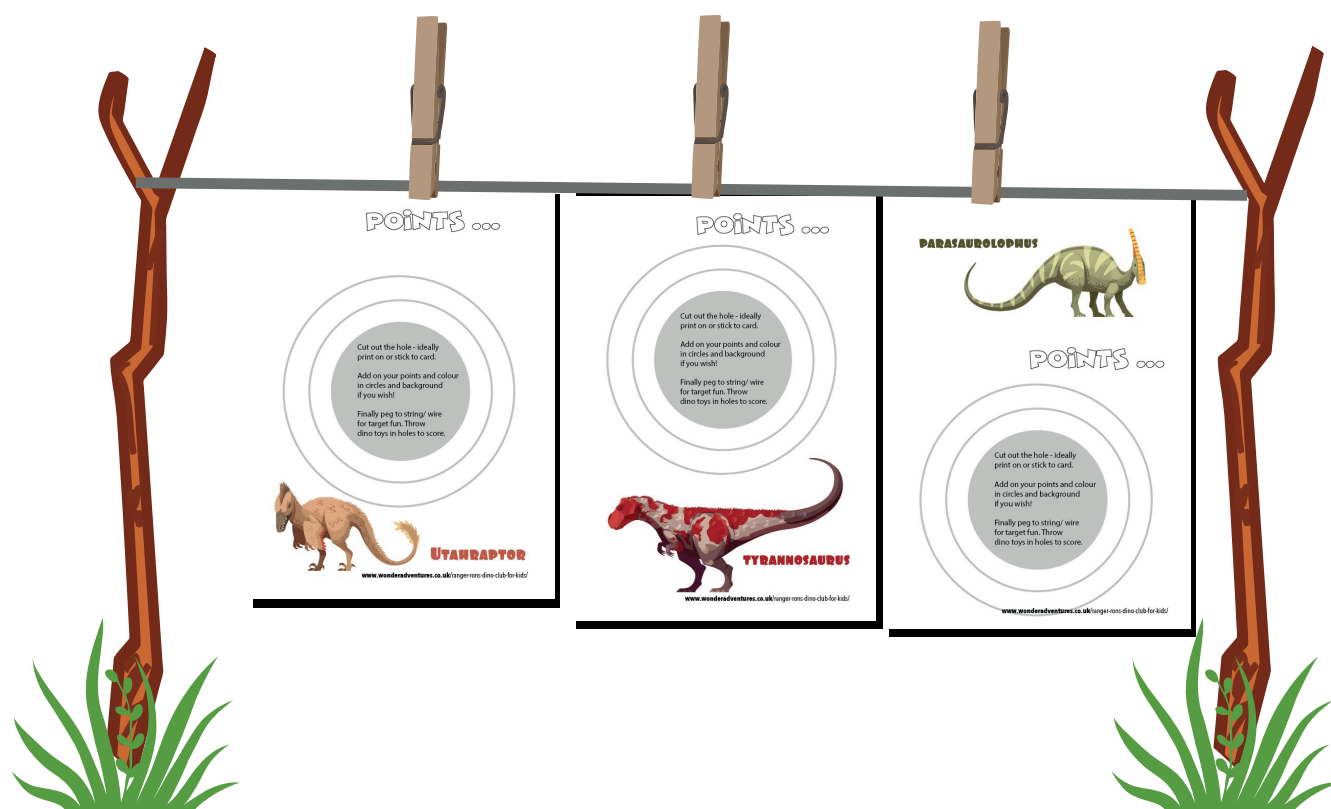 POiNTS ...
Cut out the hole - ideally
print on or stick to card.
Add on your points and colour
in circles and background
if you wish!
Finally peg to string/ wire
for target fun. Throw
dino toys in holes to score.
UTAHRAPTOR
www.wonderadventures.co.uk/ranger-rons-dino-club-for-kids/
POiNTS ...
Cut out the hole - ideally
print on or stick to card.
Add on your points and colour
in circles and background
if you wish!
Finally peg to string/ wire
for target fun. Throw
dino toys in holes to score.
TYRANNOSAURUS
www.wonderadventures.co.uk/ranger-rons-dino-club-for-kids/
PARASAUROLOPHUS
POiNTS ...
Cut out the hole - ideally
print on or stick to card.
Add on your points and colour
in circles and background
if you wish!
Finally peg to string/ wire
for target fun. Throw
dino toys in holes to score.
www.wonderadventures.co.uk/ranger-rons-dino-club-for-kids/